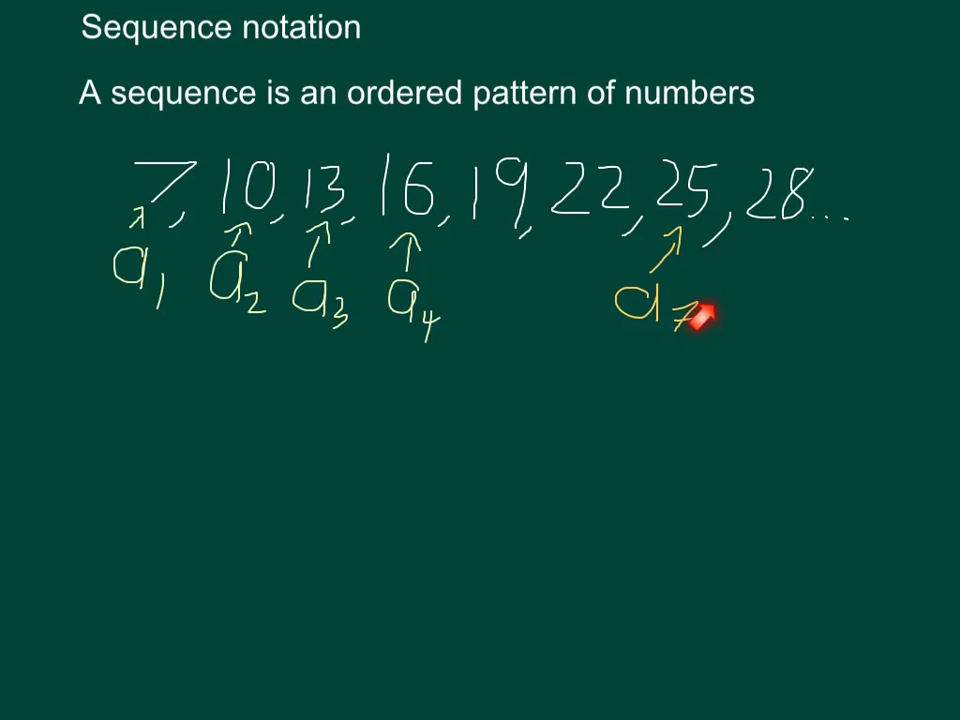 Sequence notation
A sequence is an ordered pattern of numbers
7, 10, 13, 16, 19, 22, 25, 28...
a₁ a₂ a₃ a₄ a₇